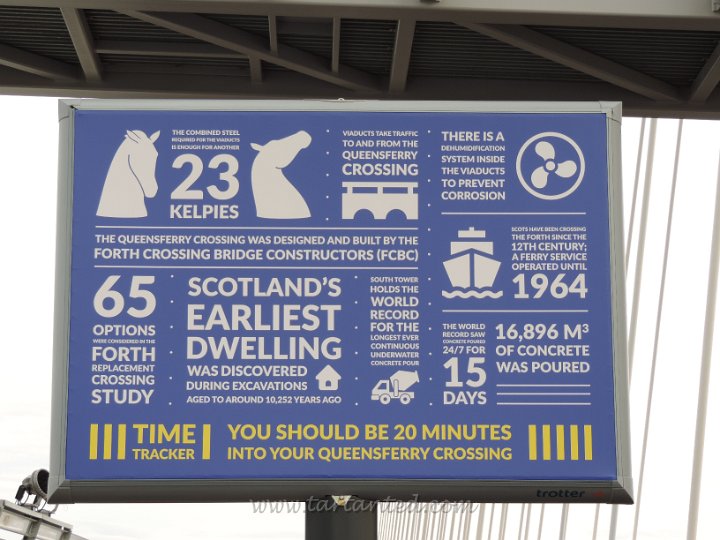 THE COMBINED STEEL
REQUIRED FOR THE VIADUCTS
IS ENOUGH FOR ANOTHER
23
KELPIES
VIADUCTS TAKE TRAFFIC
TO AND FROM THE
QUEENSFERRY
CROSSING
THERE IS A
DEHUMIDIFICATION
SYSTEM INSIDE
THE VIADUCTS
TO PREVENT
CORROSION
THE QUEENSFERRY CROSSING WAS DESIGNED AND BUILT BY THE
FORTH CROSSING BRIDGE CONSTRUCTORS (FCBC)
SCOTS HAVE BEEN CROSSING
THE FORTH SINCE THE
12TH CENTURY;
A FERRY SERVICE
OPERATED UNTIL
1964
65
OPTIONS
WERE CONSIDERED IN THE
FORTH
REPLACEMENT
CROSSING
STUDY
SCOTLAND'S
EARLIEST
DWELLING
WAS DISCOVERED
DURING EXCAVATIONS
AGED TO AROUND 10,252 YEARS AGO
SOUTH TOWER
HOLDS THE
WORLD
RECORD
FOR THE
LONGEST EVER
CONTINUOUS
UNDERWATER
CONCRETE POUR
THE WORLD
RECORD SAW
CONCRETE POURED
24/7 FOR
15
DAYS
16,896 M³
OF CONCRETE
WAS POURED
TIME
TRACKER
YOU SHOULD BE 20 MINUTES
INTO YOUR QUEENSFERRY CROSSING
trotter
www.tartanted.com